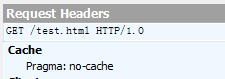 Request Headers
GET /test.html HTTP/1.0
Cache
Pragma: no-cache